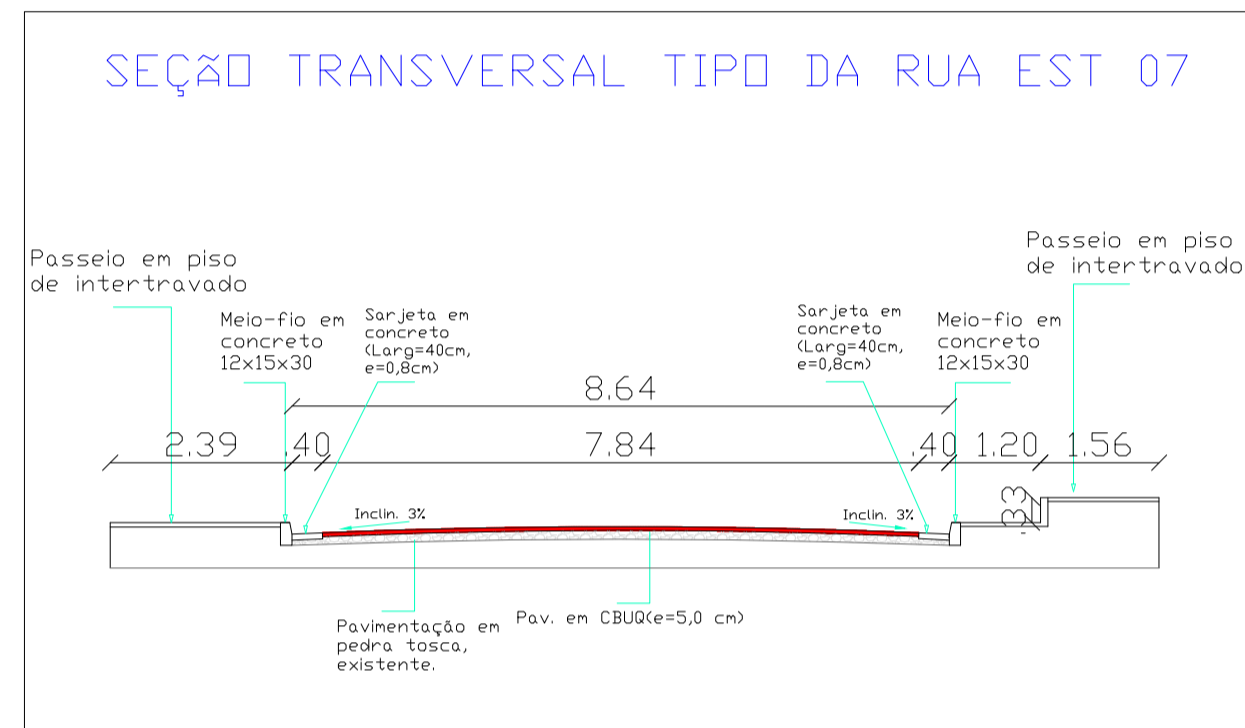 SEÇÃO TRANSVERSAL TIPO DA RUA EST 07
Passeio em piso
de intertravado
Meio-fio em
concreto
12x15x30
Sarjeta em
concreto
(Larg=40cm,
e=0,8cm)
Sarjeta em
concreto
(Larg=40cm,
e=0,8cm)
Meio-fio em
concreto
12x15x30
Passeio em piso
de intertravado
8.64
2.39 .40 7.84 .40 1.20 1.56
.33
Inclin. 3%
Inclin. 3%
Pavimentação em
pedra tosca,
existente.
Pav. em CBUQ(e=5,0 cm)